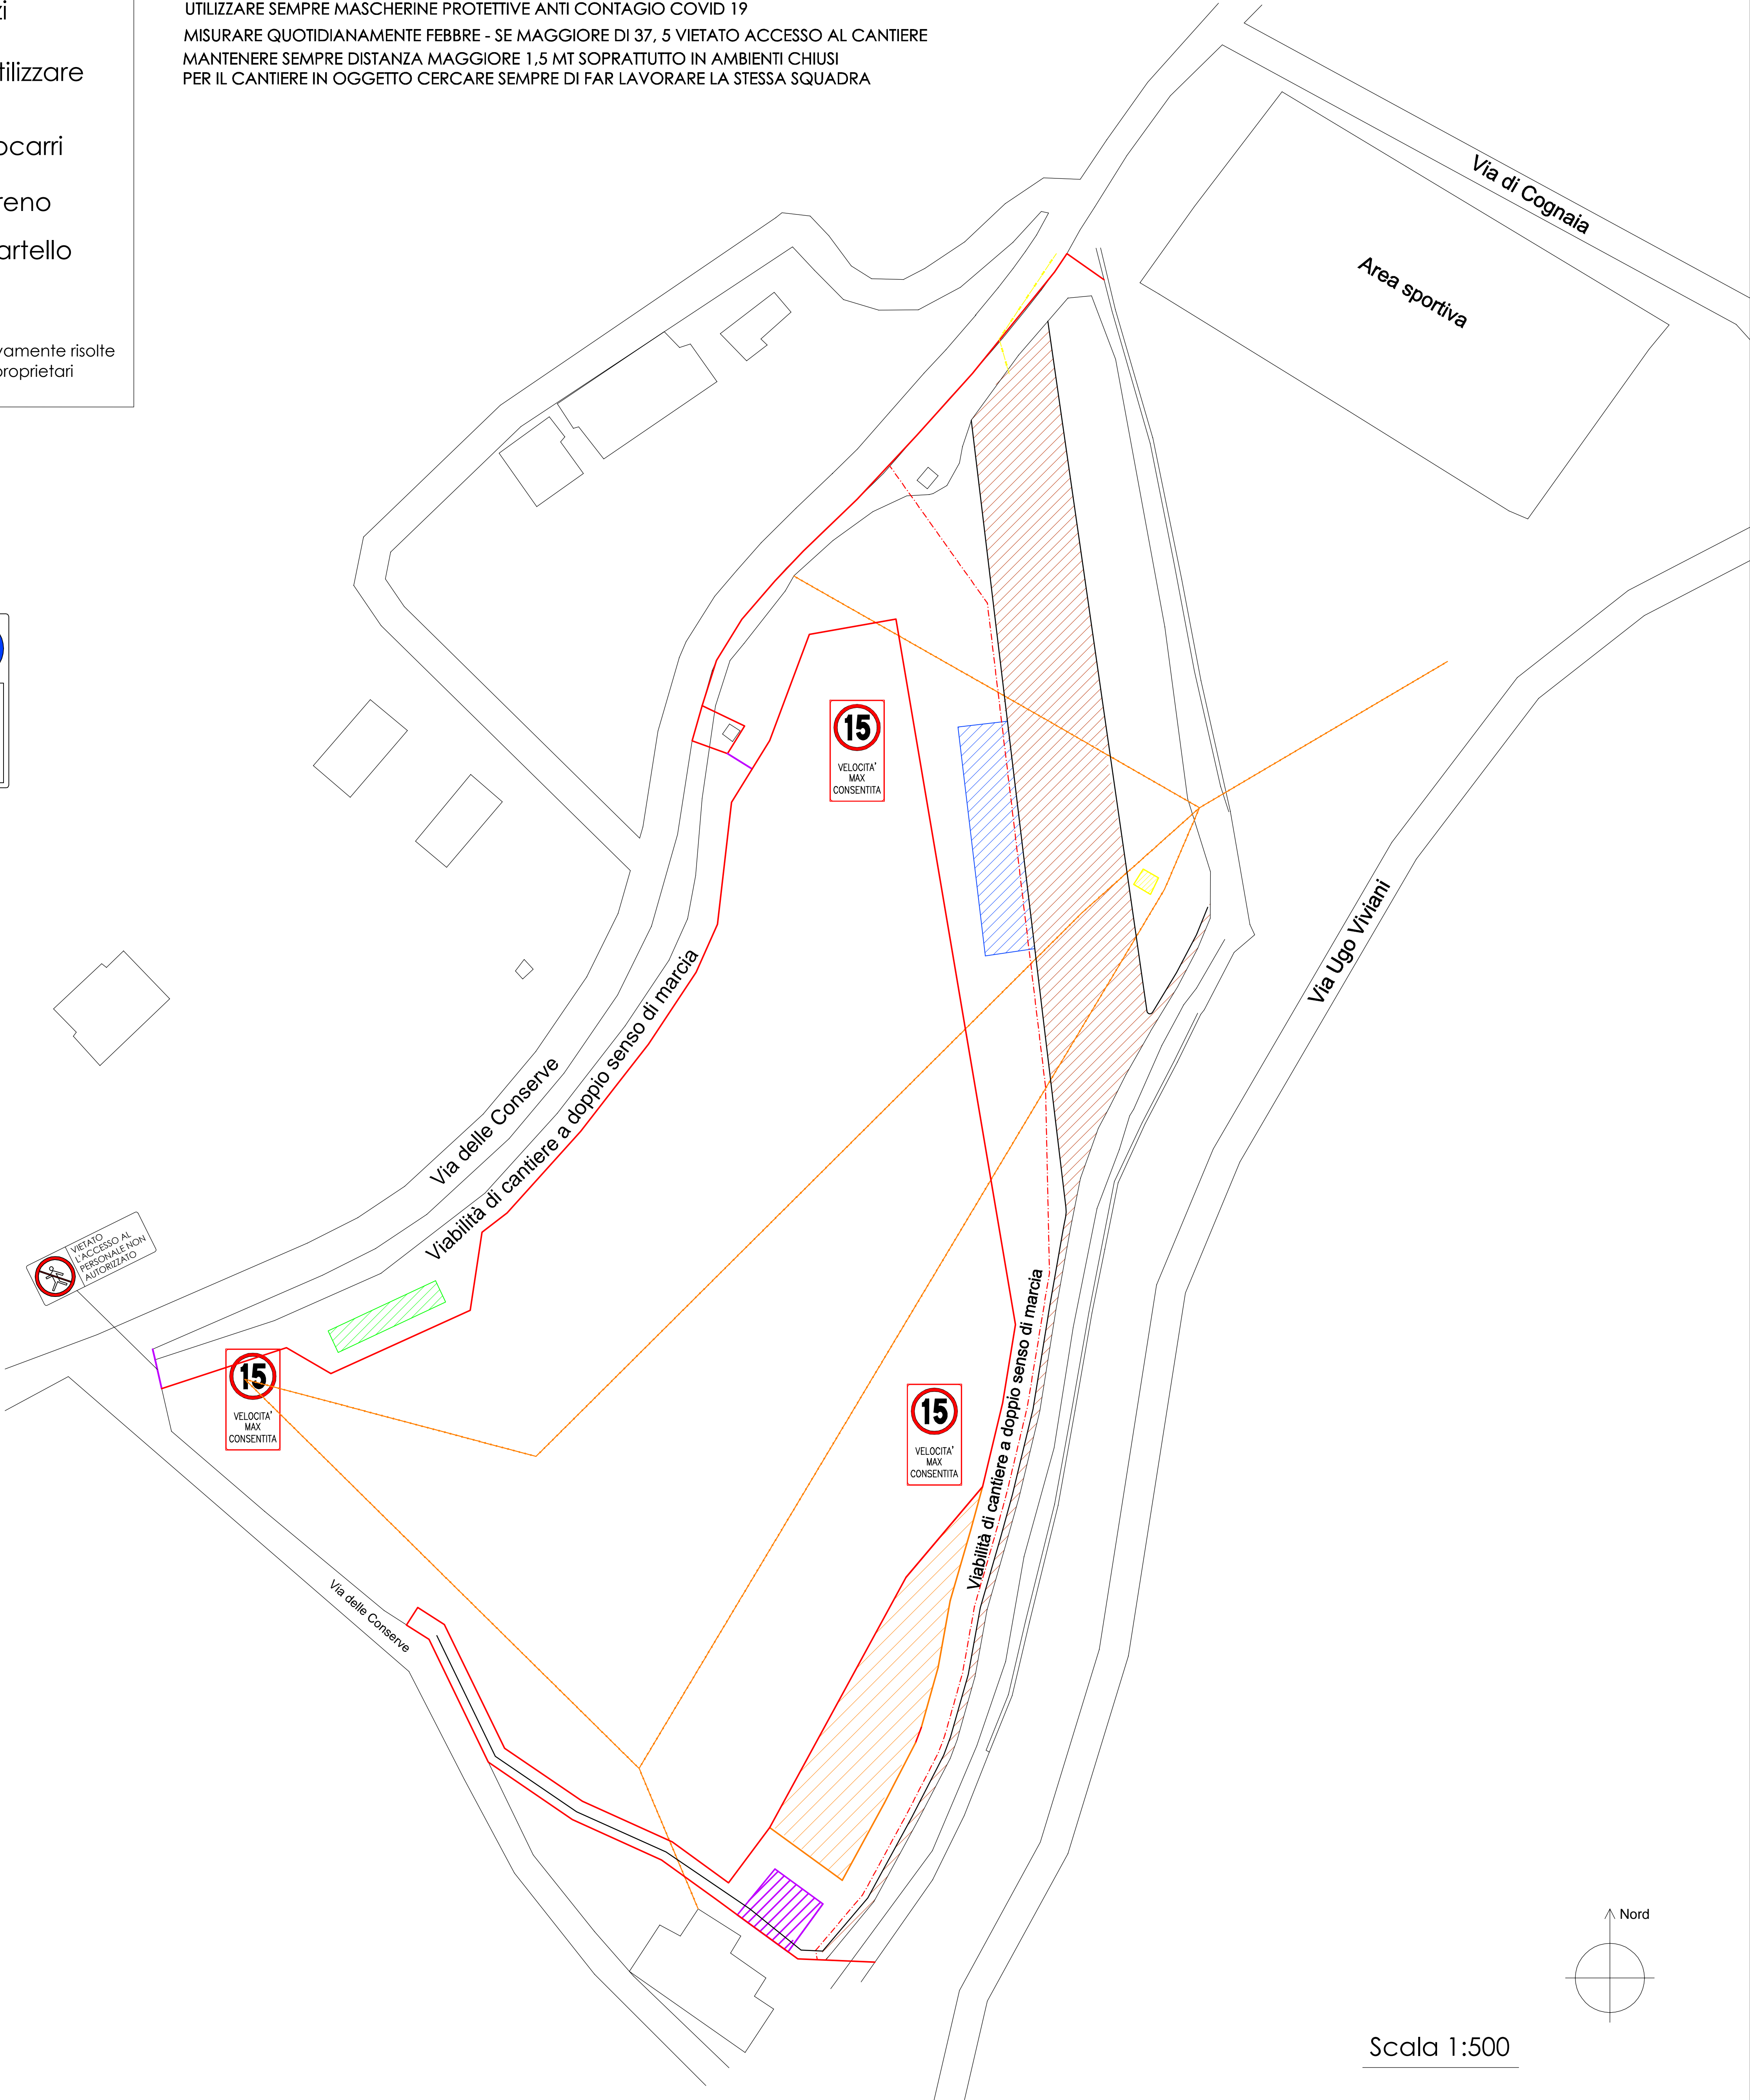 UTILIZZARE SEMPRE MASCHERINE PROTETTIVE ANTI CONTAGIO COVID 19
MISURARE QUOTIDIANAMENTE FEBBRE - SE MAGGIORE DI 37, 5 VIETATO ACCESSO AL CANTIERE
MANTENERE SEMPRE DISTANZA MAGGIORE 1,5 MT SOPRATTUTTO IN AMBIENTI CHIUSI
PER IL CANTIERE IN OGGETTO CERCARE SEMPRE DI FAR LAVORARE LA STESSA SQUADRA
zi
tilizzare
ocarri
reno
artello
vamente risolte
proprietari
Via di Cognaia
Area sportiva
15
VELOCITA'
MAX
CONSENTITA
Via Ugo Viviani
Via delle Conserve
Viabilità di cantiere a doppio senso di marcia
VIETATO
L'ACCESSO AL
PERSONALE NON
AUTORIZZATO
15
VELOCITA'
MAX
CONSENTITA
15
VELOCITA'
MAX
CONSENTITA
Viabilità di cantiere a doppio senso di marcia
Via delle Conserve
Nord
Scala 1:500